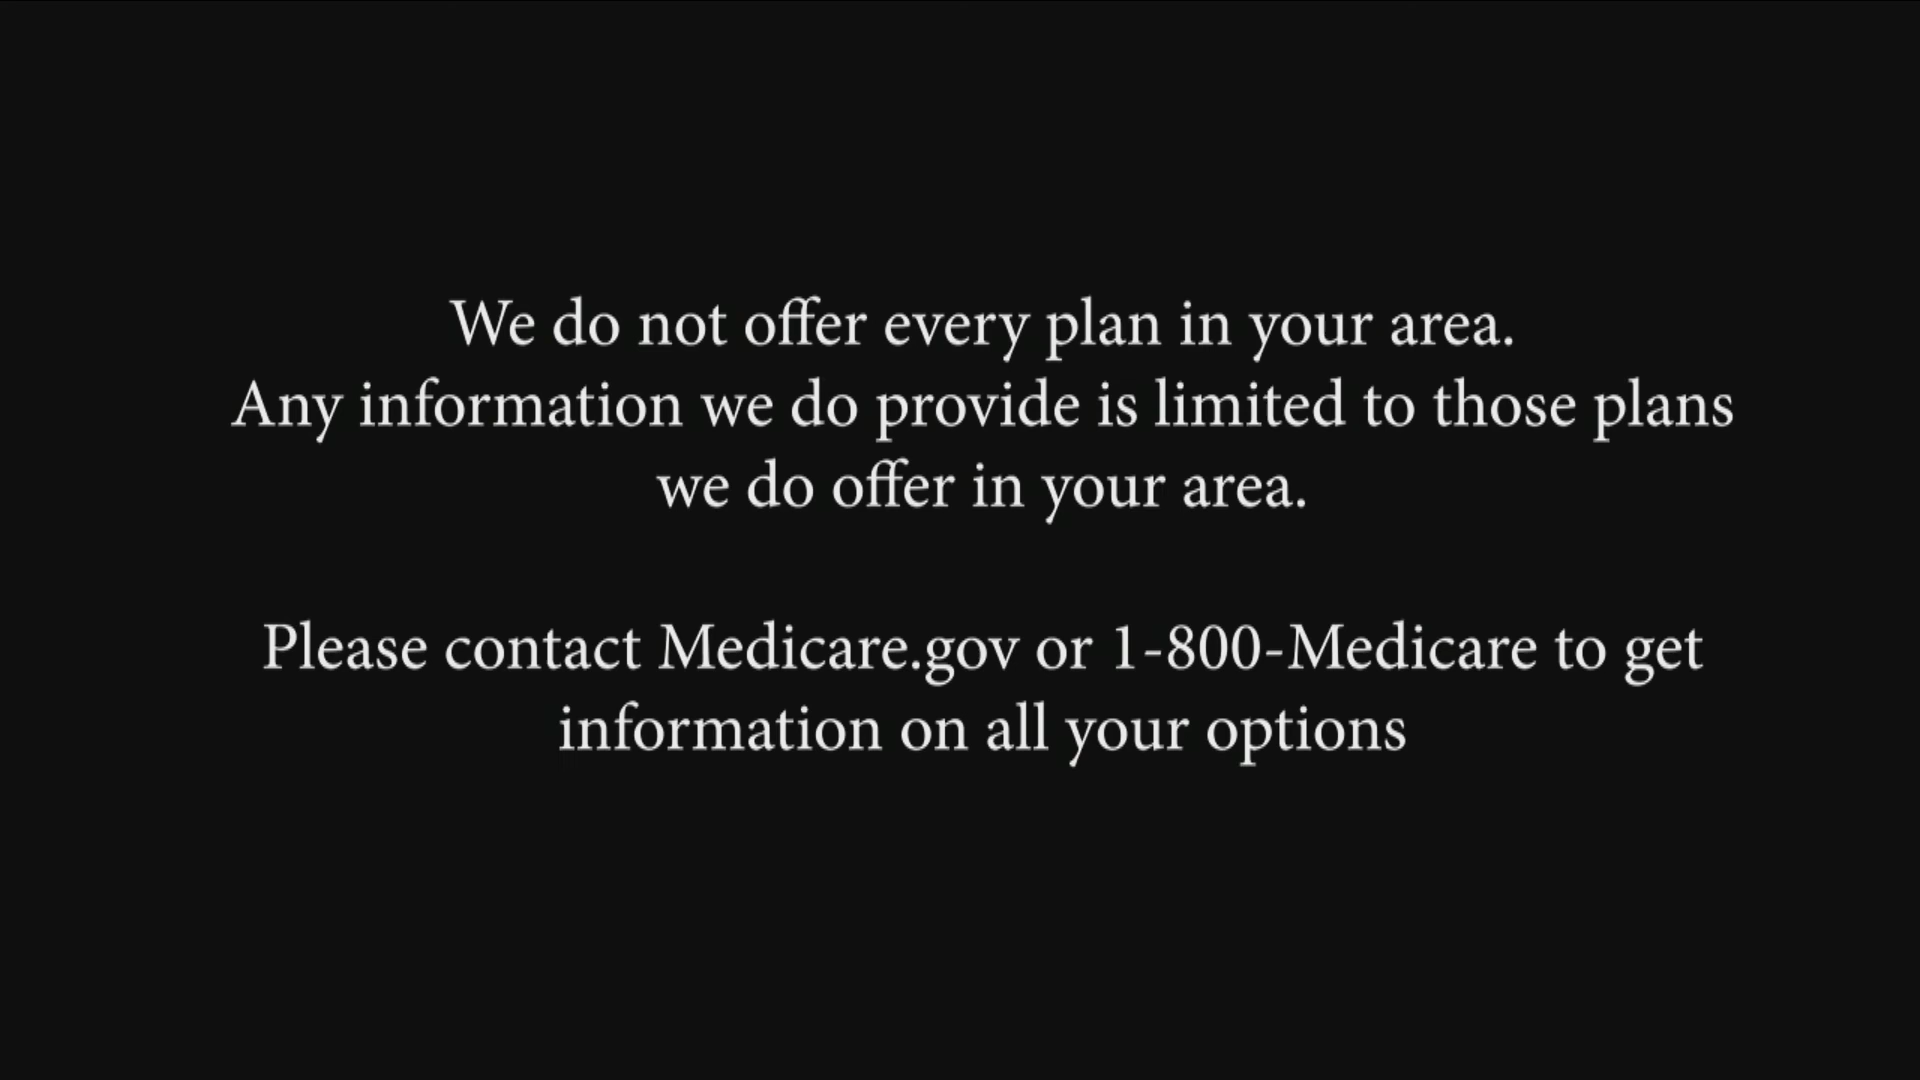 We do not offer every plan in your area.
Any information we do provide is limited to those plans
we do offer in your area.
Please contact Medicare.gov or 1-800-Medicare to get
information on all your options